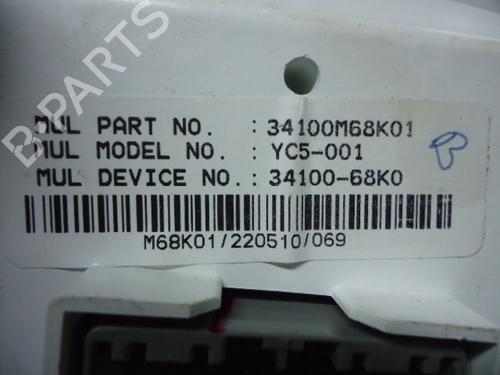 B-PARTS
MUL PART NO. : 34100M68K01
MUL MODEL NO. : YC5-001
MUL DEVICE NO.: 34100-68K0
M68K01/220510/069